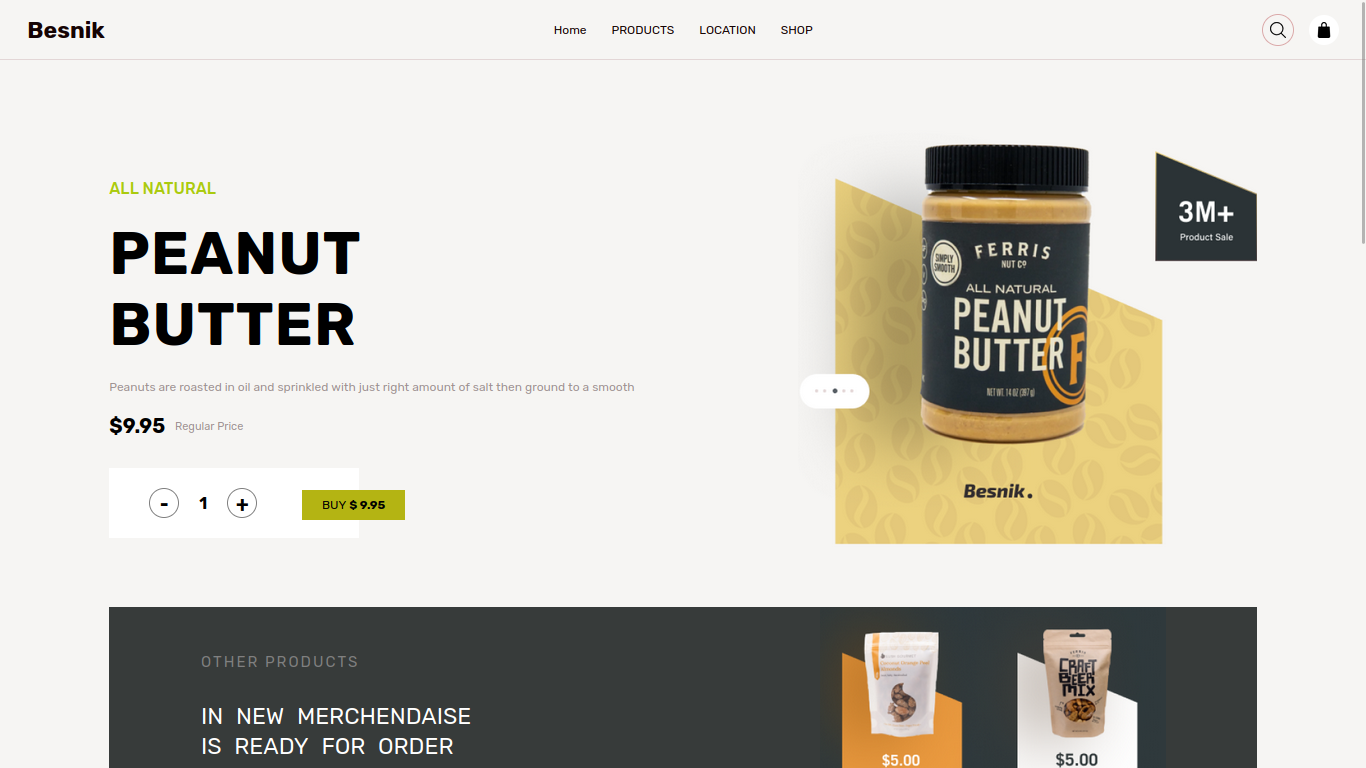 Besnik
Home PRODUCTS LOCATION SHOP
ALL NATURAL
PEANUT
BUTTER
Peanuts are roasted in oil and sprinkled with just right amount of salt then ground to a smooth
$9.95 Regular Price
- 1 + BUY $ 9.95
FERRIS
NUT CO
SIMPLY
SMOOTH
ALL NATURAL
PEANUT
BUTTER
F
NET WT. 14 OZ (397g)
Besnik.
3M+
Product Sale
OTHER PRODUCTS
IN NEW MERCHENDAISE
IS READY FOR ORDER
$5.00
FERRIS
CRAFT
BEER
MIX
$5.00